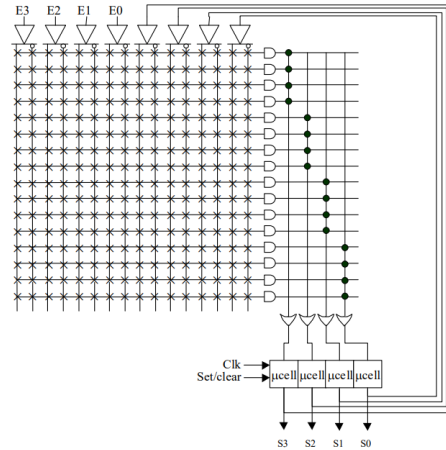 E3 E2 E1 E0
Clk
Set/clear
μcell μcell μcell μcell
S3 S2 S1 S0